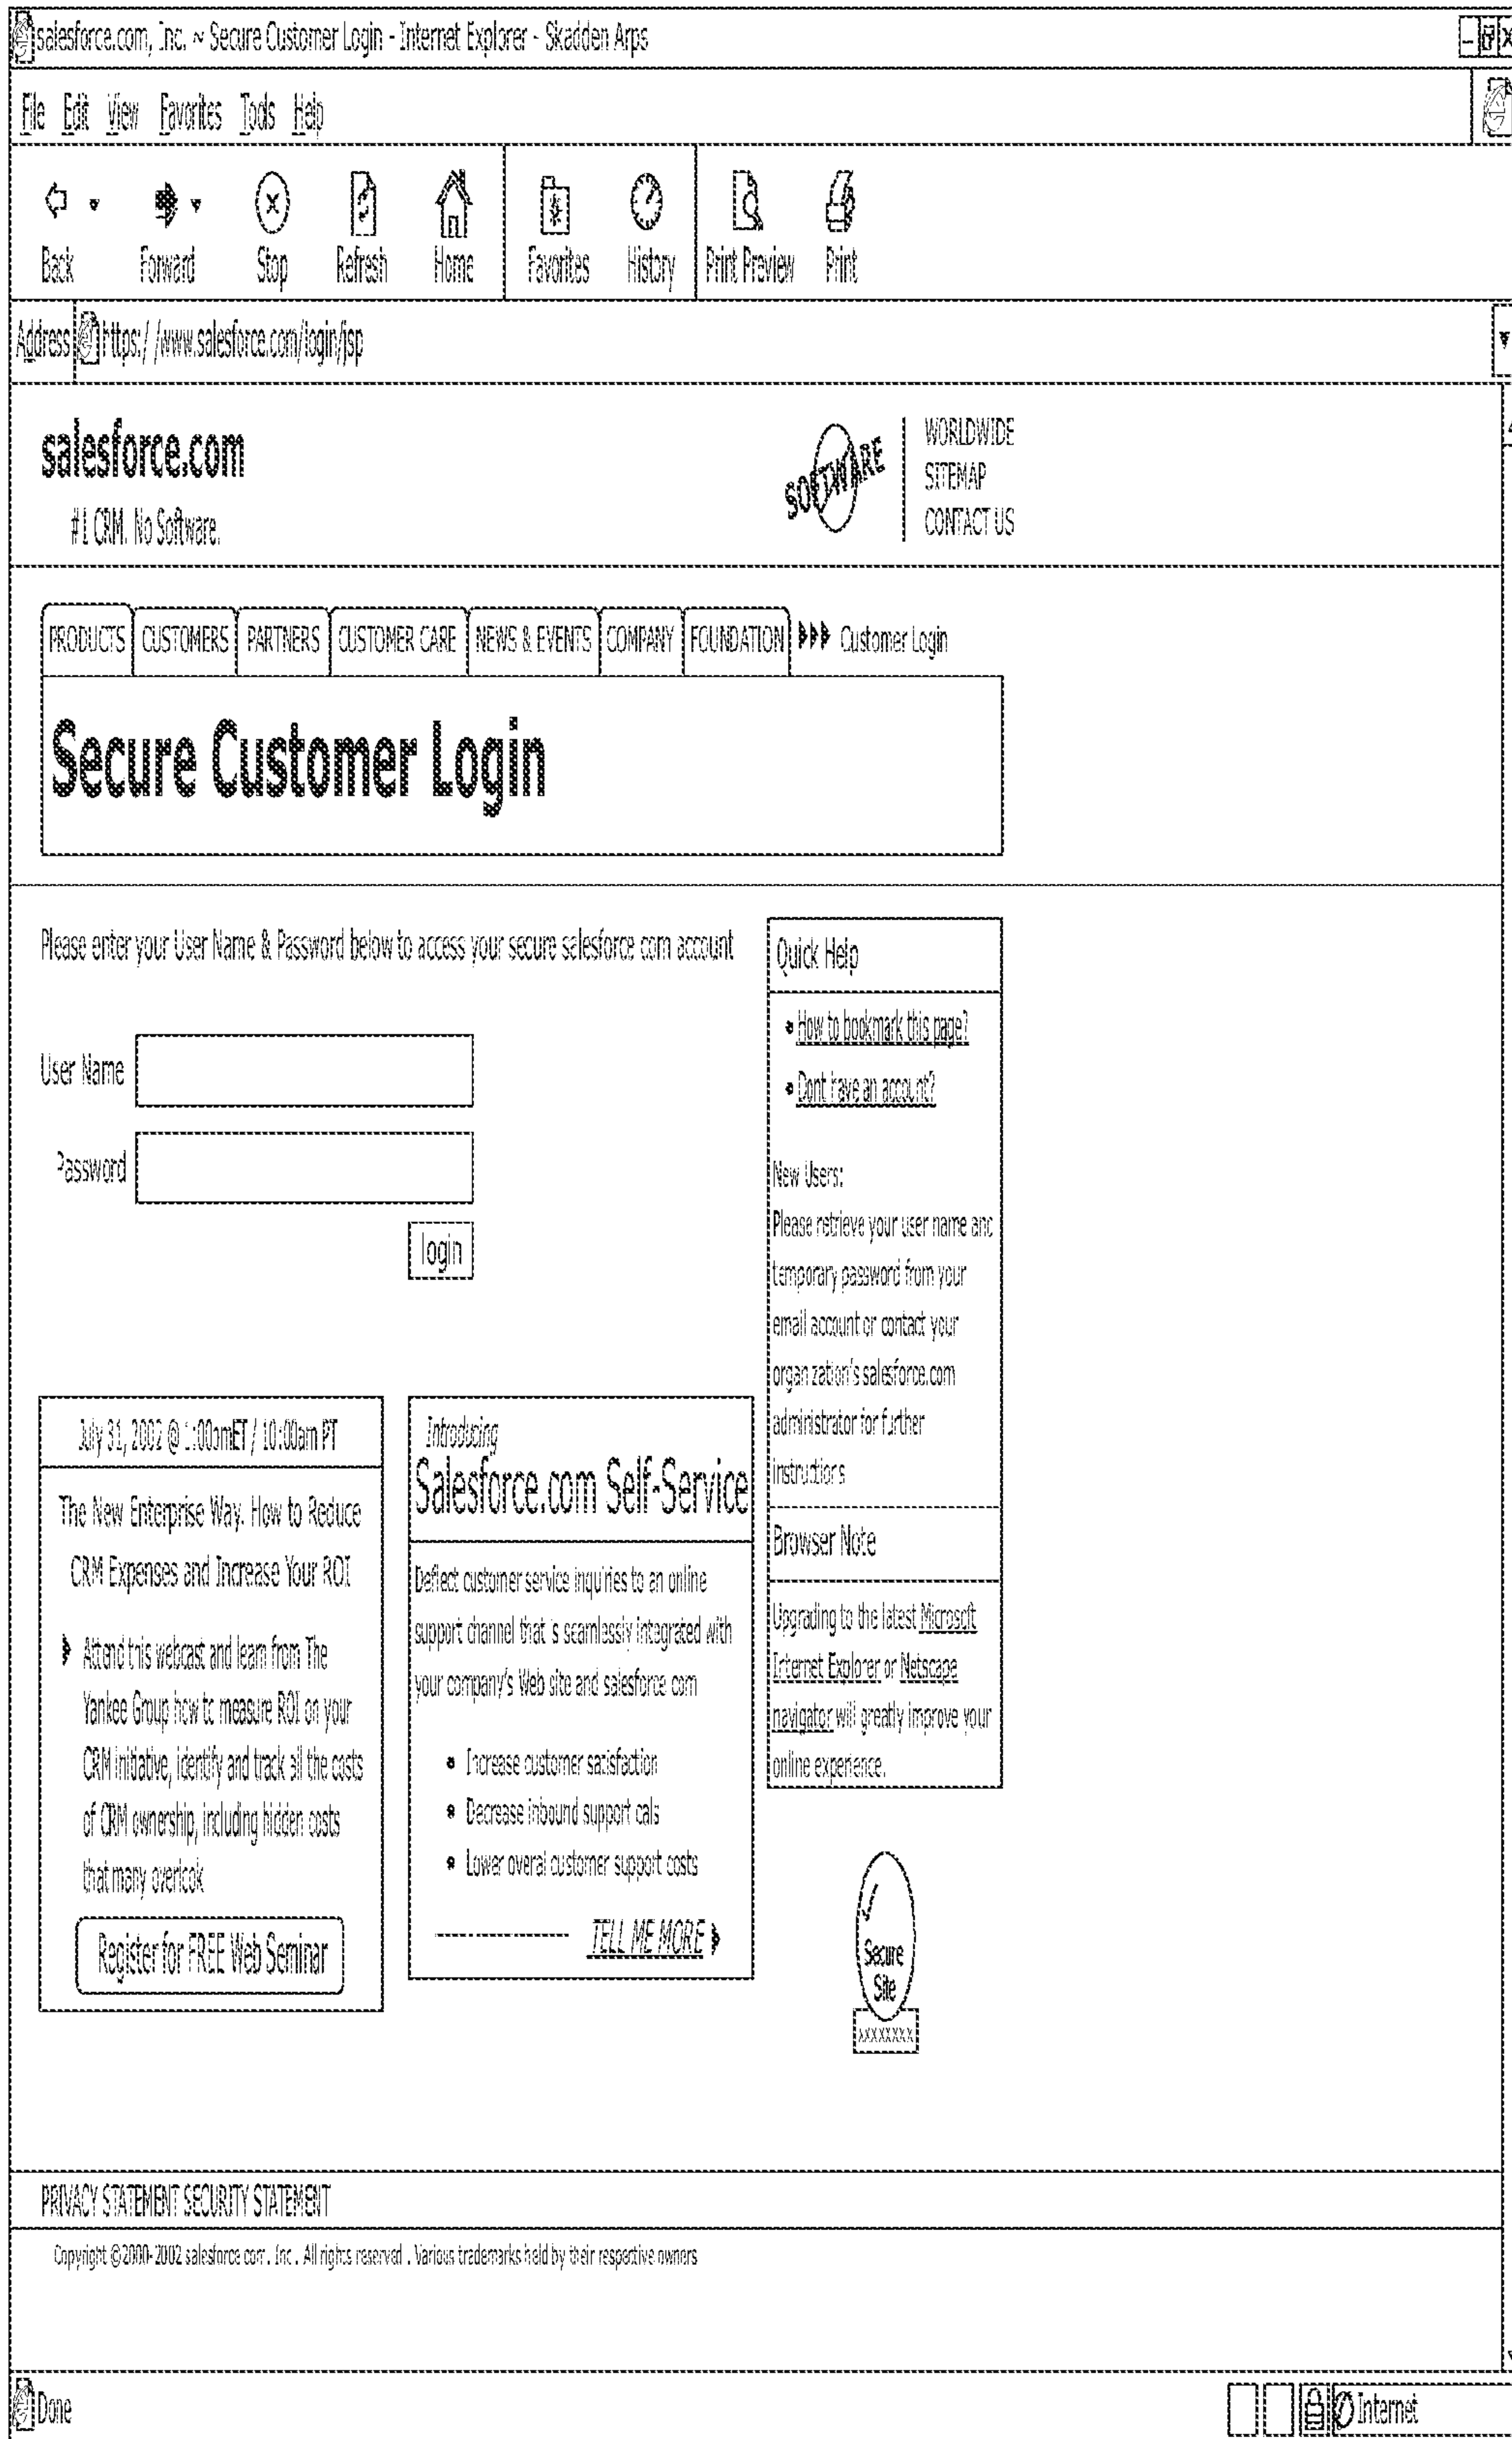 salesforce.com, Inc. ~ Secure Customer Login - Internet Explorer - Skadden Arps
File Edit View Favorites Tools Help
Back Forward Stop Refresh Home Favorites History Print Preview Print
Address https://www.salesforce.com/login/jsp
salesforce.com
#1 CRM. No Software.
SOFTWARE
WORLDWIDE
SITEMAP
CONTACT US
PRODUCTS CUSTOMERS PARTNERS CUSTOMER CARE NEWS & EVENTS COMPANY FOUNDATION Customer Login
Secure Customer Login
Please enter your User Name & Password below to access your secure salesforce com account
User Name
Password
login
Quick Help
How to bookmark this page?
Dont have an account?
New Users:
Please retrieve your user name and
temporary password from your
email account or contact your
organization's salesforce.com
administrator for further
instructions
Browser Note
Upgrading to the latest Microsoft
Internet Explorer or Netscape
navigator will greatly improve your
online experience.
July 31, 2002 @ 1:00pmET / 10:00am PT
The New Enterprise Way. How to Reduce
CRM Expenses and Increase Your ROI
Attend this webcast and learn from The
Yankee Group how to measure ROI on your
CRM initiative, identify and track all the costs
of CRM ownership, including hidden costs
that many overlook
Register for FREE Web Seminar
Introducing
Salesforce.com Self-Service
Deflect customer service inquiries to an online
support channel that is seamlessly integrated with
your company's Web site and salesforce com
Increase customer satisfaction
Decrease inbound support calls
Lower overal customer support costs
TELL ME MORE
Secure
Site
xxxxxxxx
PRIVACY STATEMENT SECURITY STATEMENT
Copyright ©2000-2002 salesforce com. Inc. All rights reserved . Various trademarks held by their respective owners
Done
Internet